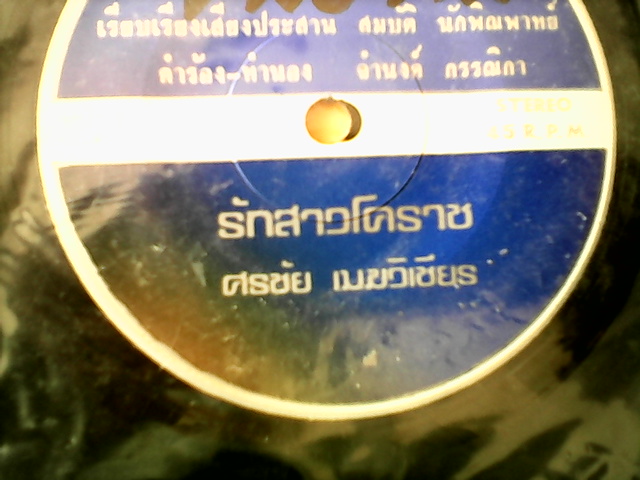 เรียบเรียงเสียงประสาน สมบัติ นักพิณพาทย์
คำร้อง-ทำนอง จำนงค์ กรรณิกา
STEREO
45 R.P.M
รักสาวโคราช
ศรชัย เมฆวิเชียร